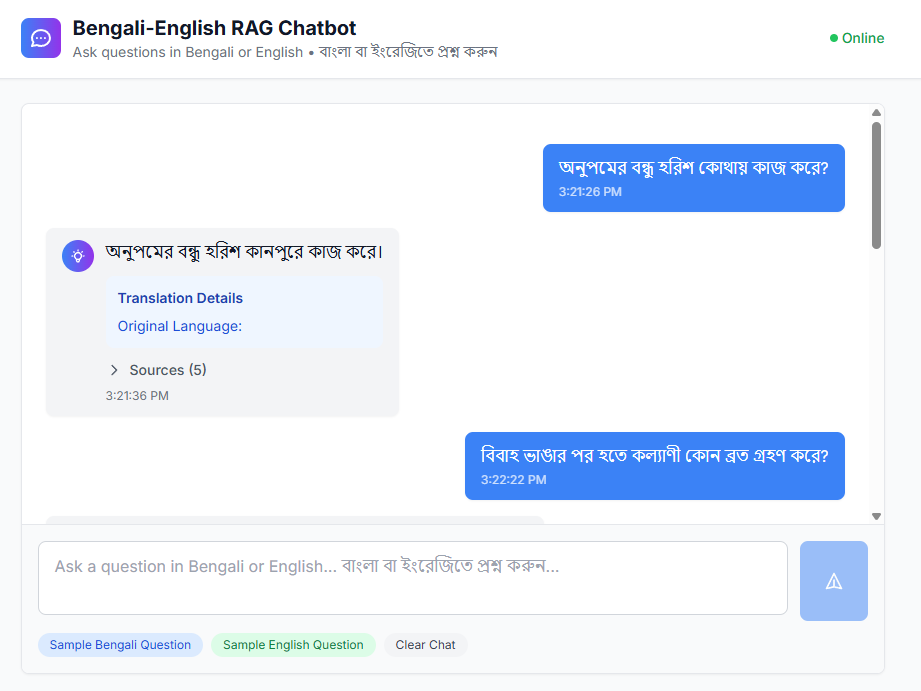 Bengali-English RAG Chatbot
Ask questions in Bengali or English • বাংলা বা ইংরেজিতে প্রশ্ন করুন
Online
অনুপমের বন্ধু হরিশ কোথায় কাজ করে?
3:21:26 PM
অনুপমের বন্ধু হরিশ কানপুরে কাজ করে।
Translation Details
Original Language:
Sources (5)
3:21:36 PM
বিবাহ ভাঙার পর হতে কল্যাণী কোন ব্রত গ্রহণ করে?
3:22:22 PM
Ask a question in Bengali or English... বাংলা বা ইংরেজিতে প্রশ্ন করুন...
Sample Bengali Question
Sample English Question
Clear Chat